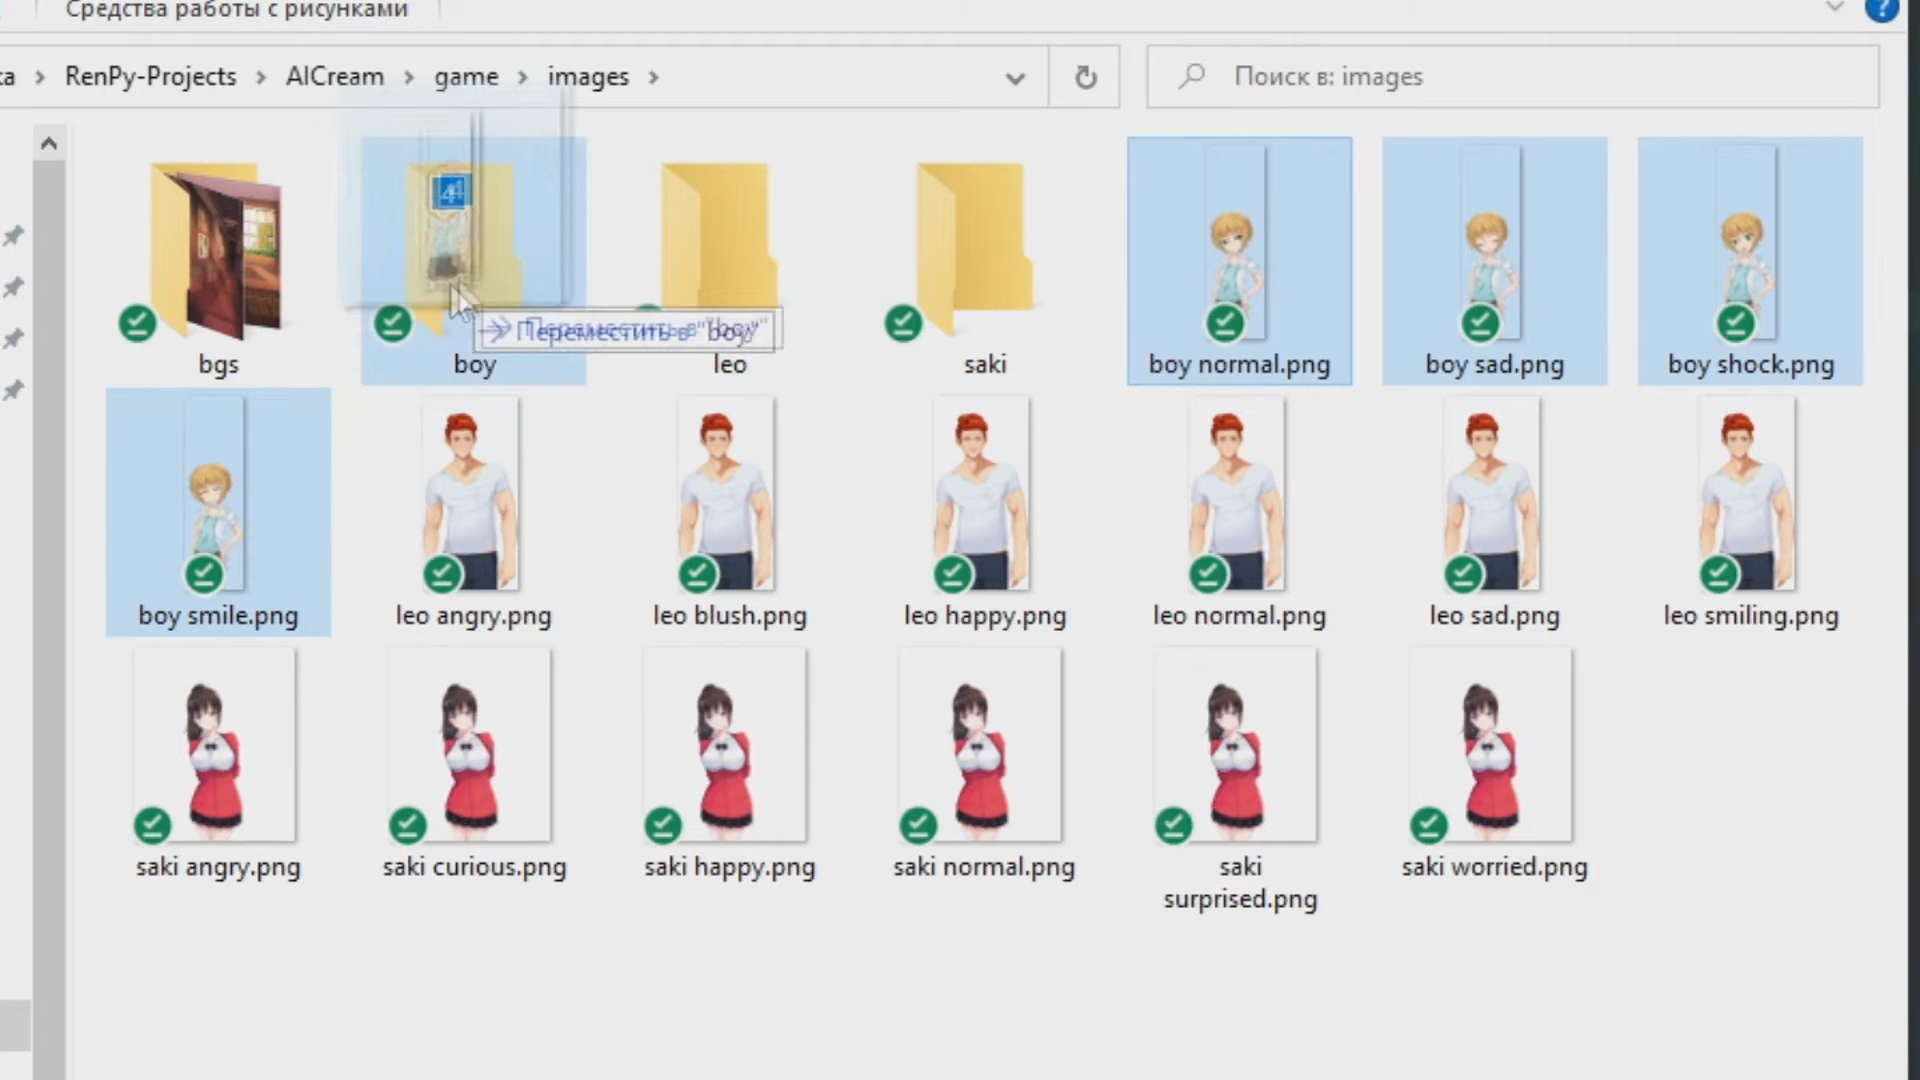 Средства работы с рисунками
ка > RenPy-Projects > AICream > game > images >
Поиск в: images
?
4
Переместить в "boy"
bgs
boy
leo
saki
boy normal.png
boy sad.png
boy shock.png
boy smile.png
leo angry.png
leo blush.png
leo happy.png
leo normal.png
leo sad.png
leo smiling.png
saki angry.png
saki curious.png
saki happy.png
saki normal.png
saki
surprised.png
saki worried.png